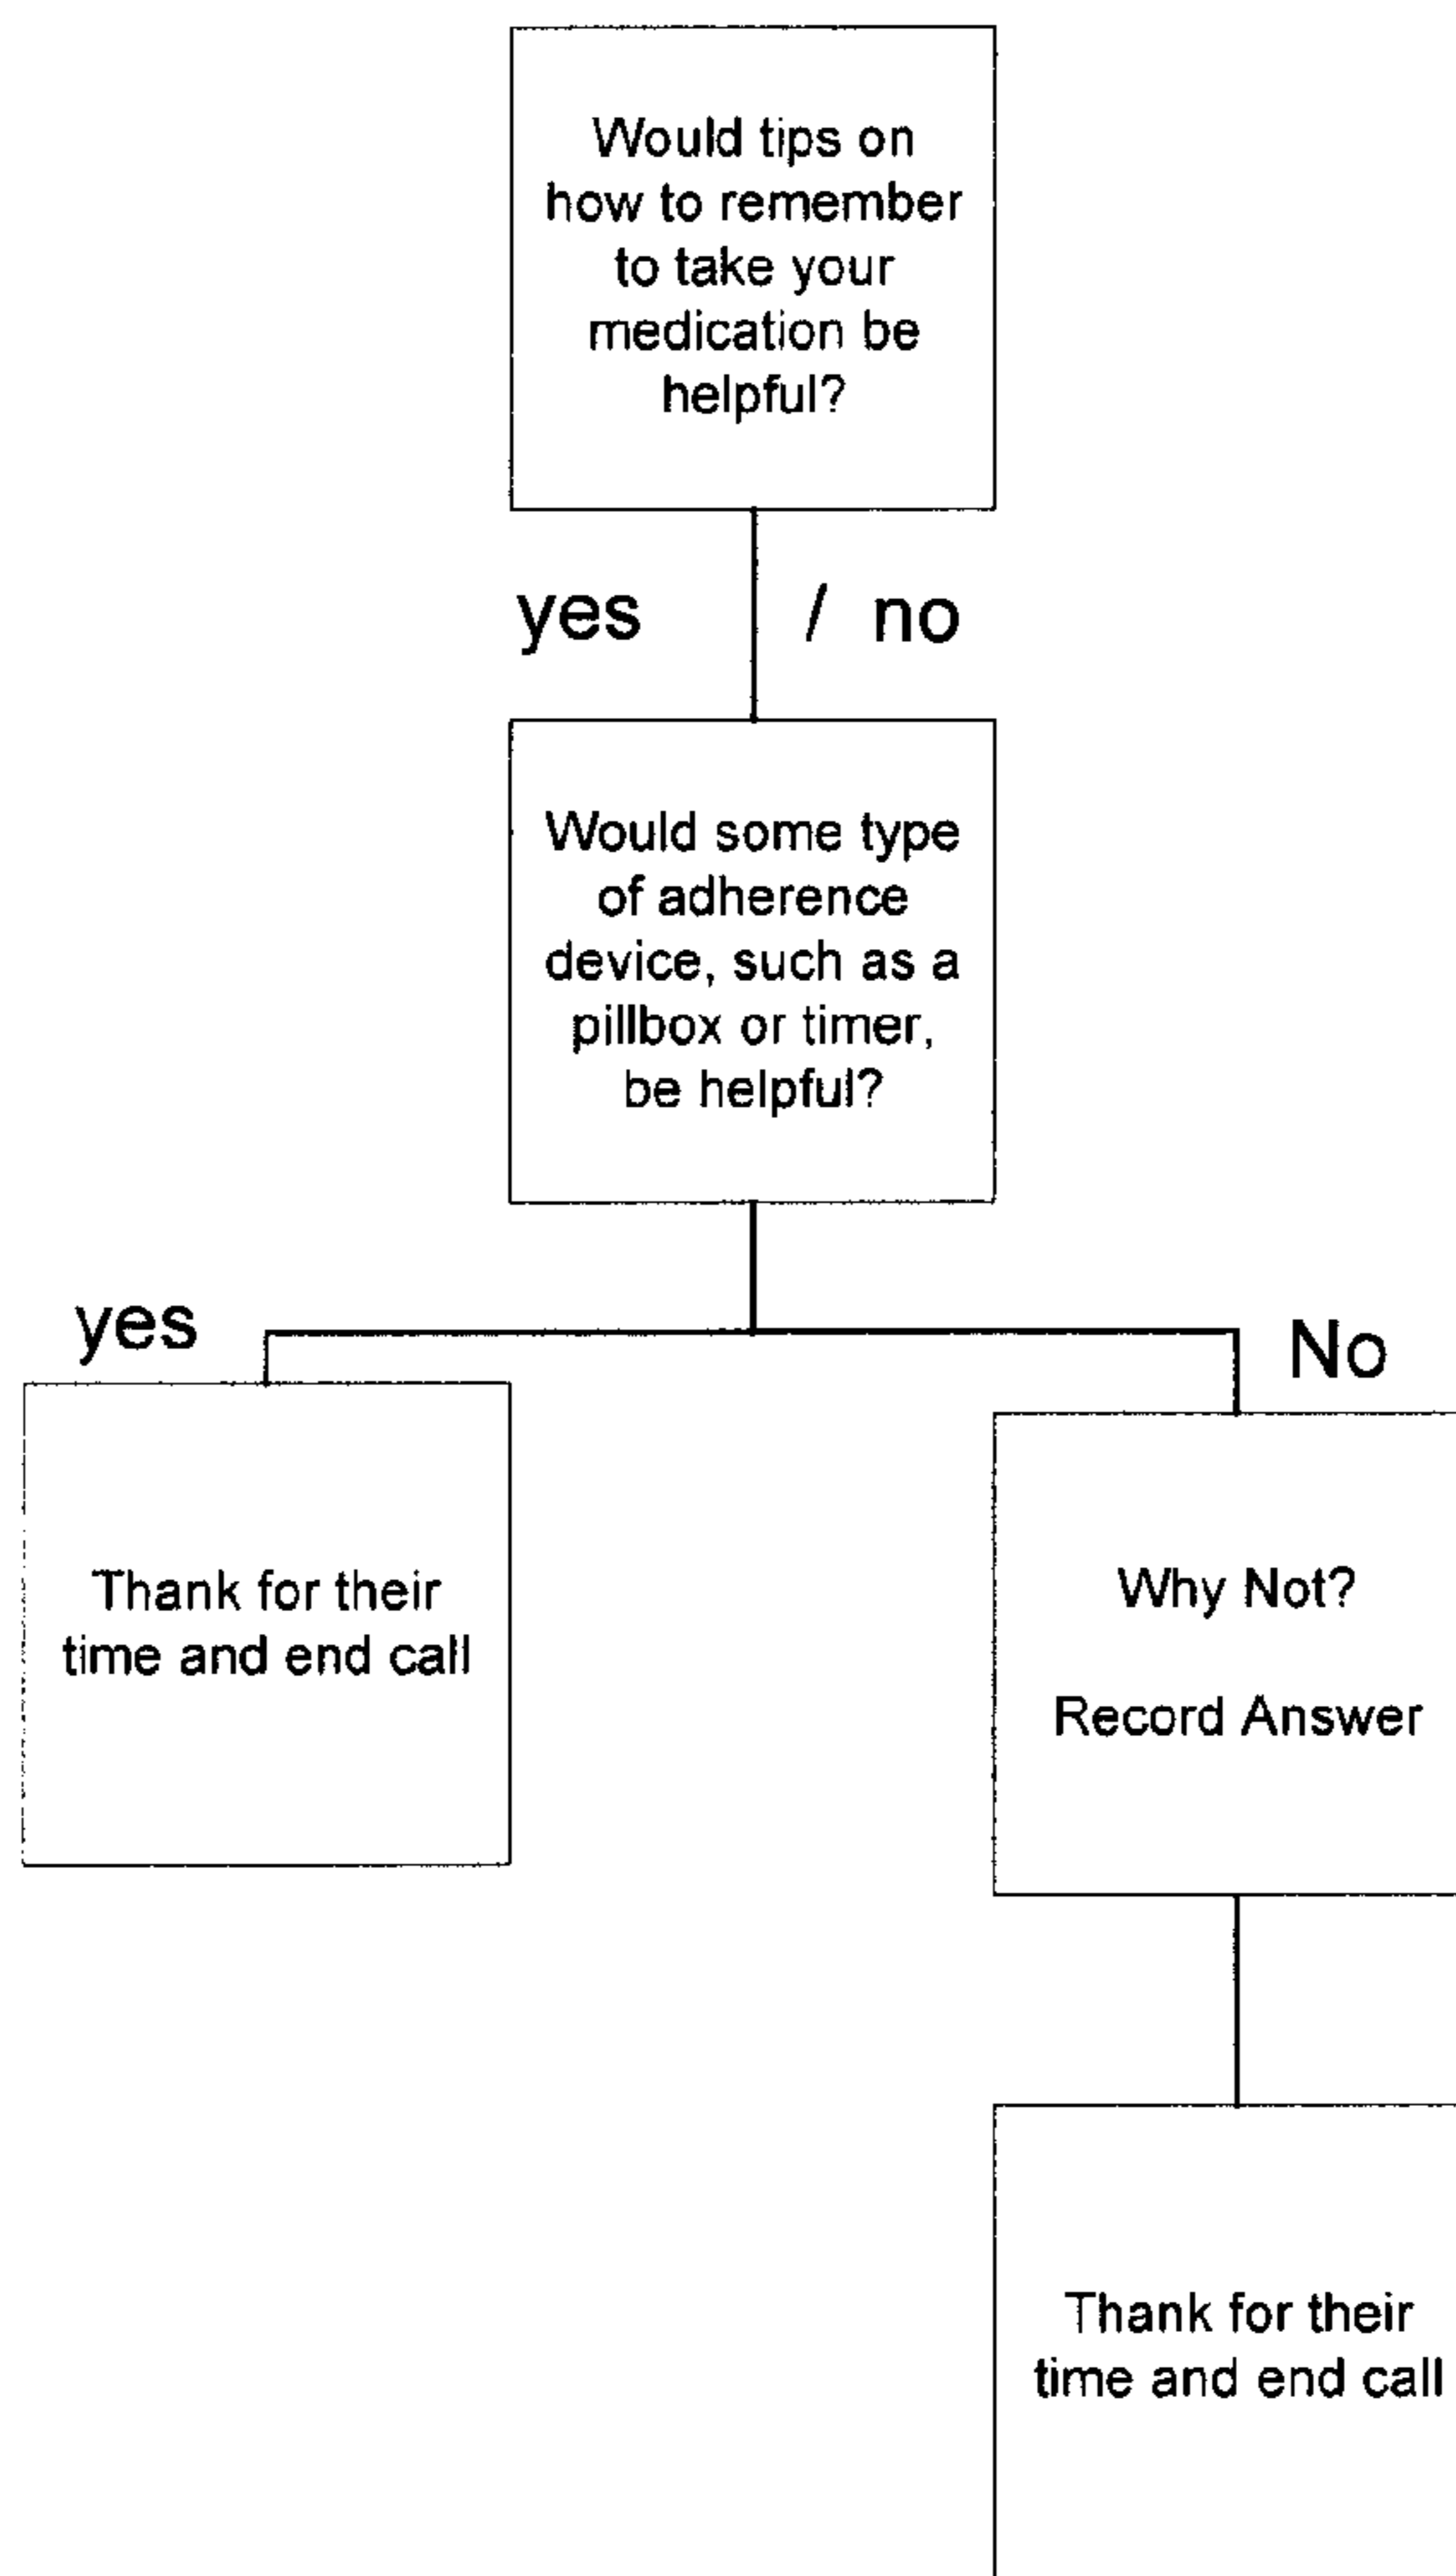 Would tips on
how to remember
to take your
medication be
helpful?
yes / no
Would some type
of adherence
device, such as a
pillbox or timer,
be helpful?
yes
No
Thank for their
time and end call
Why Not?
Record Answer
Thank for their
time and end call